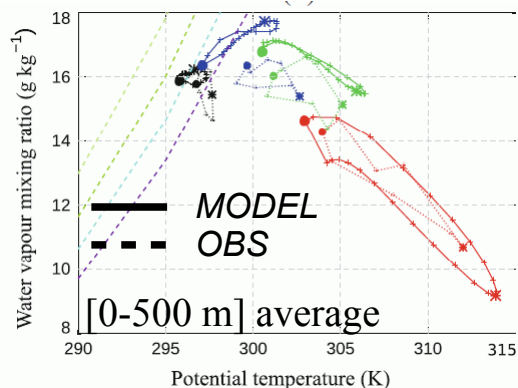 18
16
14
12
10
8
Water vapour mixing ratio (g kg⁻¹)
MODEL
OBS
[0-500 m] average
290
295
300
305
310
315
Potential temperature (K)